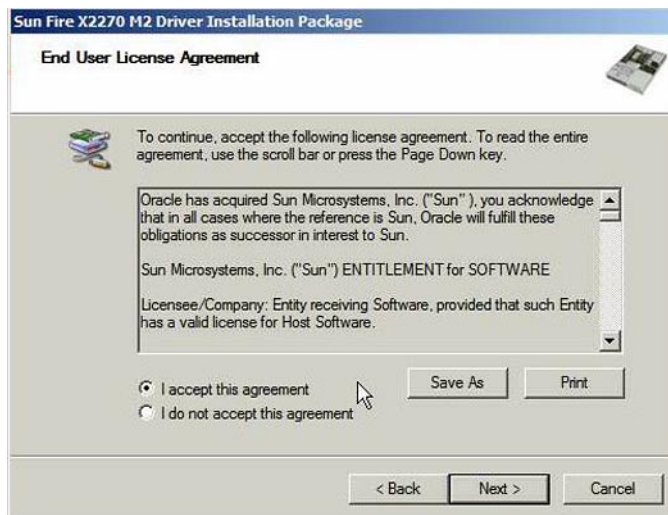 Sun Fire X2270 M2 Driver Installation Package
End User License Agreement
To continue, accept the following license agreement. To read the entire
agreement, use the scroll bar or press the Page Down key.
Oracle has acquired Sun Microsystems, Inc. ("Sun" ), you acknowledge
that in all cases where the reference is Sun, Oracle will fulfill these
obligations as successor in interest to Sun.
Sun Microsystems, Inc. ("Sun") ENTITLEMENT for SOFTWARE
Licensee/Company: Entity receiving Software, provided that such Entity
has a valid license for Host Software.
I accept this agreement
I do not accept this agreement
Save As
Print
< Back
Next >
Cancel